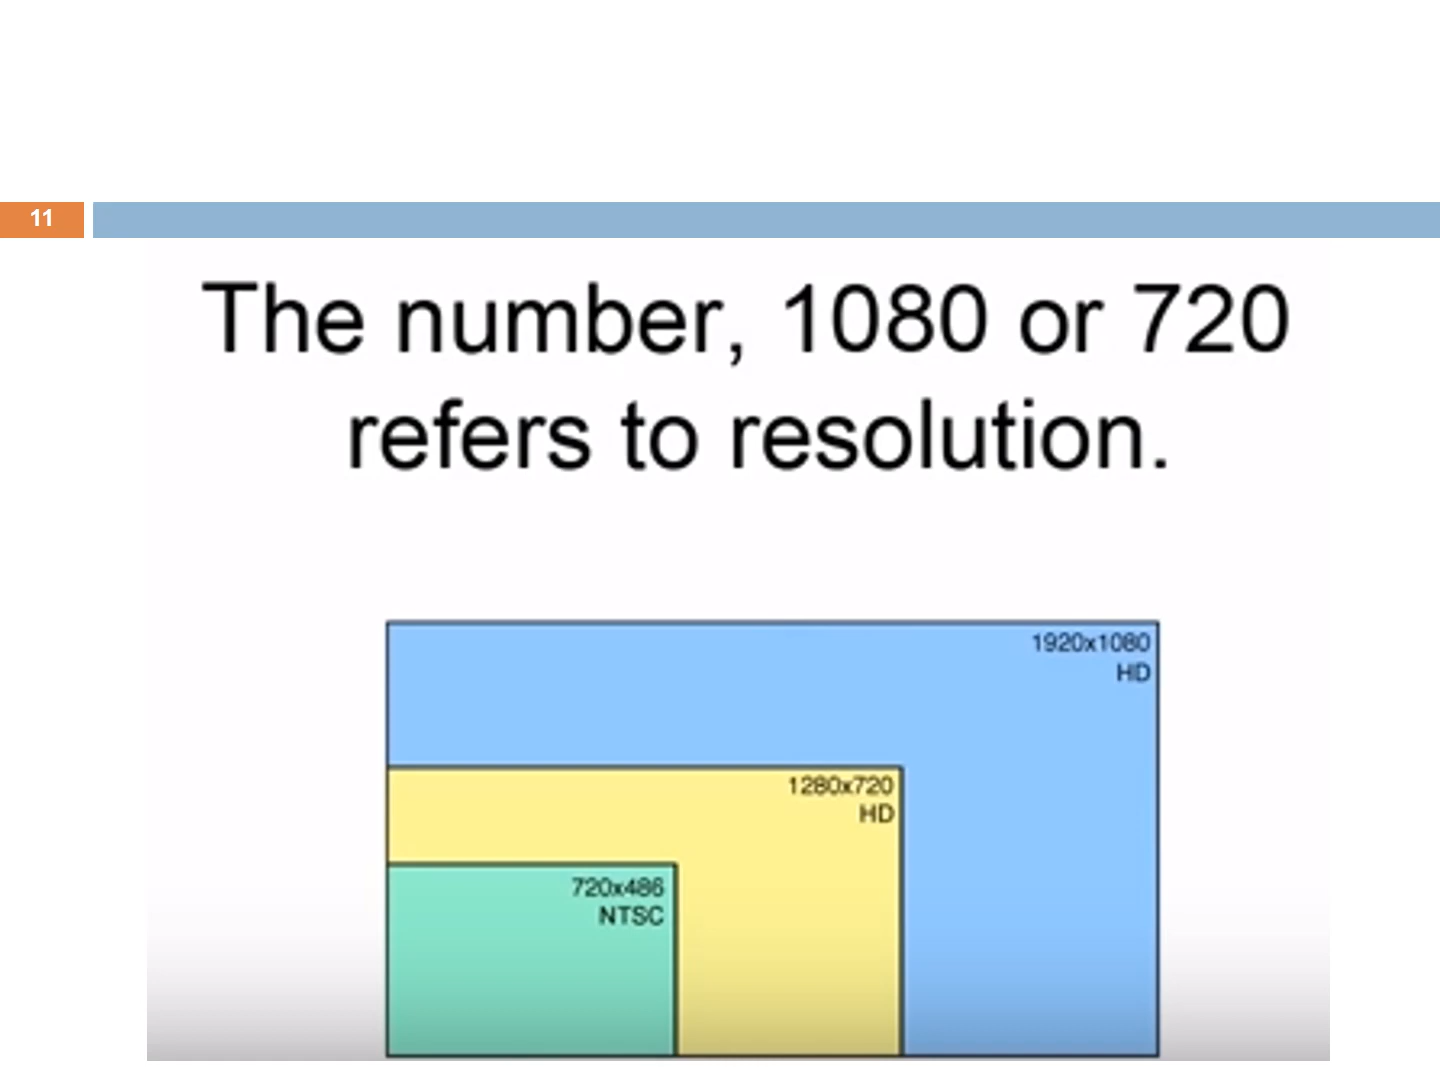 11
The number, 1080 or 720
refers to resolution.
1920x1080
HD
1280x720
HD
720x486
NTSC